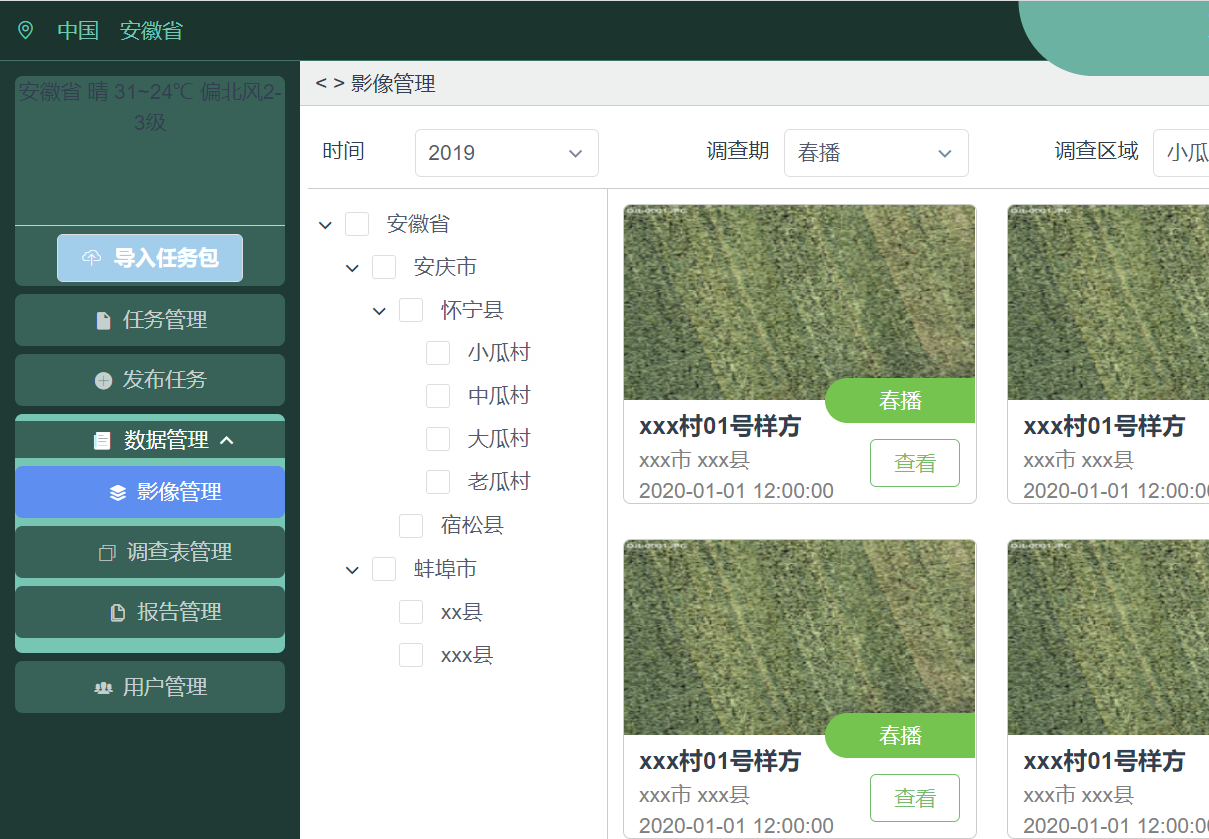 中国 安徽省
安徽省 晴 31~24℃ 偏北风2-
3级
导入任务包
任务管理
发布任务
数据管理
影像管理
调查表管理
报告管理
用户管理
< > 影像管理
时间 2019 调查期 春播 调查区域 小瓜
安徽省
安庆市
怀宁县
小瓜村
中瓜村
大瓜村
老瓜村
宿松县
蚌埠市
xx县
xxx县
春播
xxx村01号样方
xxx市 xxx县
查看
2020-01-01 12:00:00
xxx村01号样方
xxx市 xxx县
2020-01-01 12:00:00
春播
xxx村01号样方
xxx市 xxx县
查看
2020-01-01 12:00:00
xxx村01号样方
xxx市 xxx县
2020-01-01 12:00:00